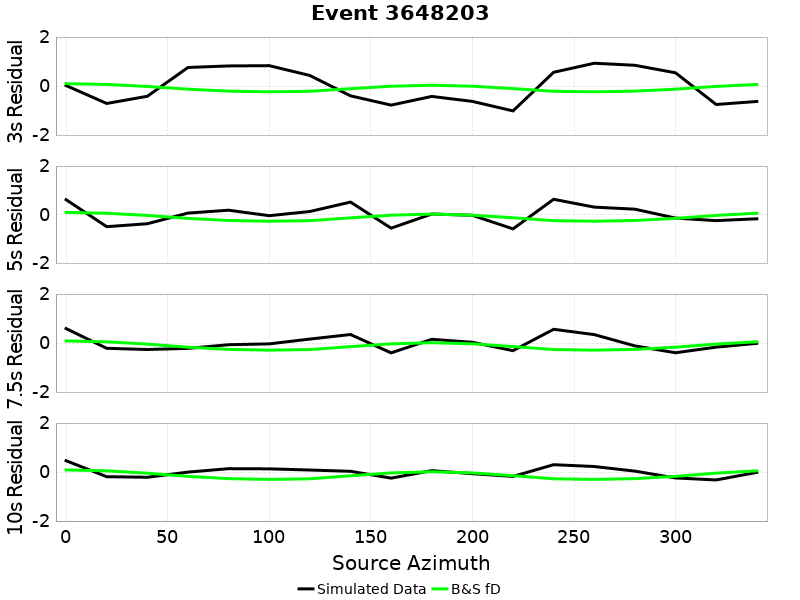 Event 3648203
3s Residual
2
0
-2
5s Residual
2
0
-2
7.5s Residual
2
0
-2
10s Residual
2
0
-2
0 50 100 150 200 250 300
Source Azimuth
Simulated Data B&S fD